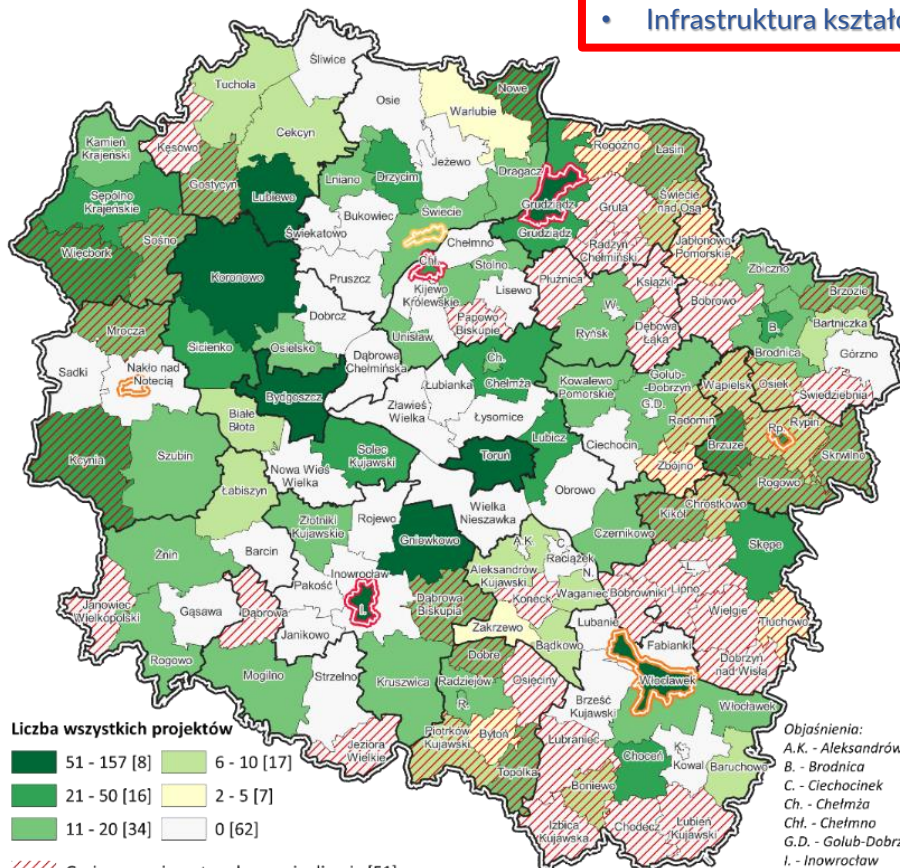 • Infrastruktura kształc
Śliwice
Tuchola
Osie
Nowe
Warlubie
Cekcyn
Kamień Krajeński
Kęsowo
Rogóźno
Łasin
Jeżewo
Gostycyn
Lubiewo
Lniano
Drzycim
Dragacz
Sępólno Krajeńskie
Grudziądz
Gruta
Świecie nad Osą
Bukowiec
Świecie
Świekatowo
Grudziądz
Sośno
Więcbork
Chełmno
Radzyń Chełmiński
Jabłonowo Pomorskie
Koronowo
Chł.
Stolno
Płużnica
Książki
Zbiczno
Pruszcz
Kijewo Królewskie
Lisewo
Bobrowo
Brzozie
Dobrcz
Papowo Biskupie
W.
Mrocza
Dębowa Łąka
B.
Bartniczka
Sicienko
Osielsko
Unisław
Ryńsk
Brodnica
Górzno
Sadki
Nakło nad Notecią
Dąbrowa Chełmińska
Ch.
Chełmża
Golub-Dobrzyń
Kowalewo Pomorskie
Wąpielsk
Osiek
Świedziebnia
Bydgoszcz
Łubianka
G.D.
Białe Błota
Zławieś Wielka
Łysomice
Radomin
Rp.
Rypin
Lubicz
Ciechocin
Brzuze
Kcynia
Szubin
Solec Kujawski
Toruń
Zbójno
Skrwilno
Nowa Wieś Wielka
Rogowo
Łabiszyn
Obrowo
Chrostkowo
Wielka Nieszawka
Kikół
Złotniki Kujawskie
Rojewo
Czernikowo
Gniewkowo
Skępe
Żnin
Barcin
A.K.
C.
Raciążek
Aleksandrów Kujawski
N.
L.
Lipno
Inowrocław
Pakość
Koneck
Waganiec
Bobrowniki
Janowiec Wielkopolski
Gąsawa
Dąbrowa
I.
Dąbrowa Biskupia
Wielgie
Tłuchowo
Zakrzewo
Lubanie
Janikowo
Bądkowo
Fabianki
Rogowo
Dobre
Dobrzyń nad Wisłą
Mogilno
Strzelno
Kruszwica
Radziejów
Osięciny
Włocławek
R.
Brześć Kujawski
Włocławek
Piotrków Kujawski
Bytoń
Lubraniec
Jeziora Wielkie
Choceń
K.
Kowal
Baruchowo
Topólka
Boniewo
Izbica Kujawska
Chodecz
Lubień Kujawski
Liczba wszystkich projektów
51 - 157 [8]
6 - 10 [17]
21 - 50 [16]
2 - 5 [7]
11 - 20 [34]
0 [62]
Objaśnienia:
A.K. - Aleksandrów
B. - Brodnica
C. - Ciechocinek
Ch. - Chełmża
Chł. - Chełmno
G.D. - Golub-Dobrz
I. - Inowrocław